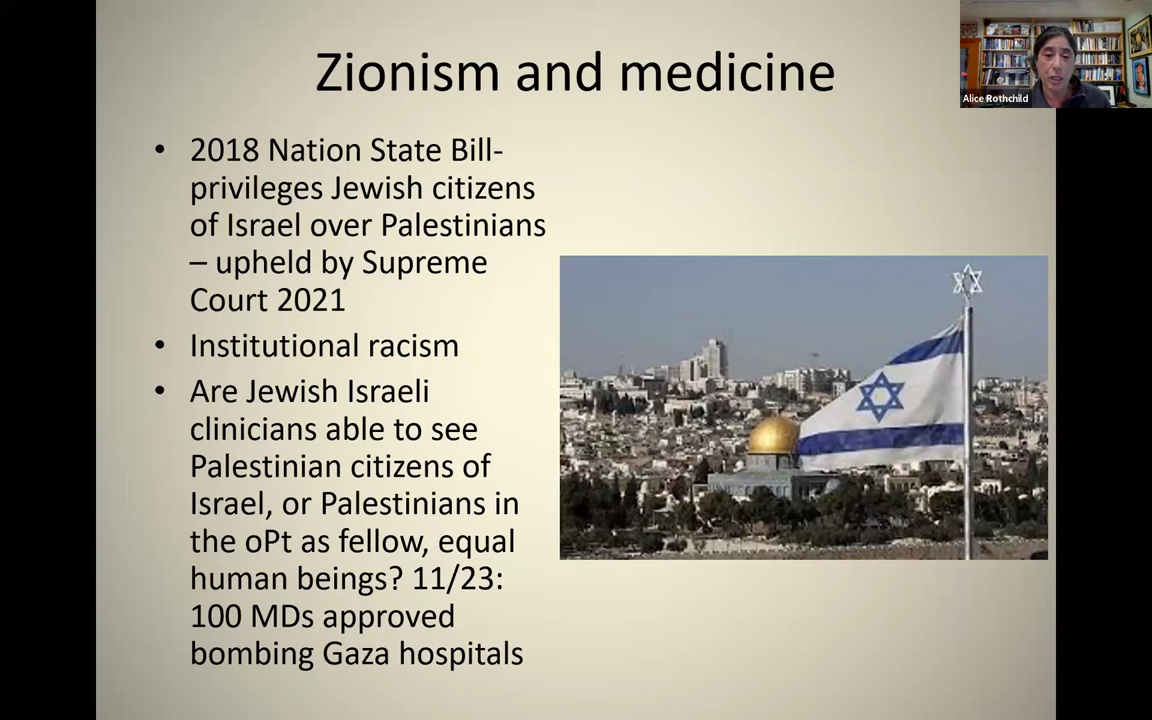 Zionism and medicine
Alice Rothchild
• 2018 Nation State Bill-
privileges Jewish citizens
of Israel over Palestinians
– upheld by Supreme
Court 2021
• Institutional racism
• Are Jewish Israeli
clinicians able to see
Palestinian citizens of
Israel, or Palestinians in
the oPt as fellow, equal
human beings? 11/23:
100 MDs approved
bombing Gaza hospitals